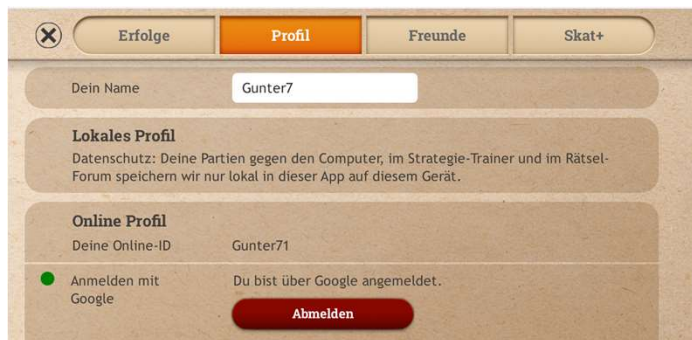 Erfolge Profil Freunde Skat+
Dein Name Gunter7
Lokales Profil
Datenschutz: Deine Partien gegen den Computer, im Strategie-Trainer und im Rätsel-
Forum speichern wir nur lokal in dieser App auf diesem Gerät.
Online Profil
Deine Online-ID Gunter71
Anmelden mit Du bist über Google angemeldet.
Google
Abmelden